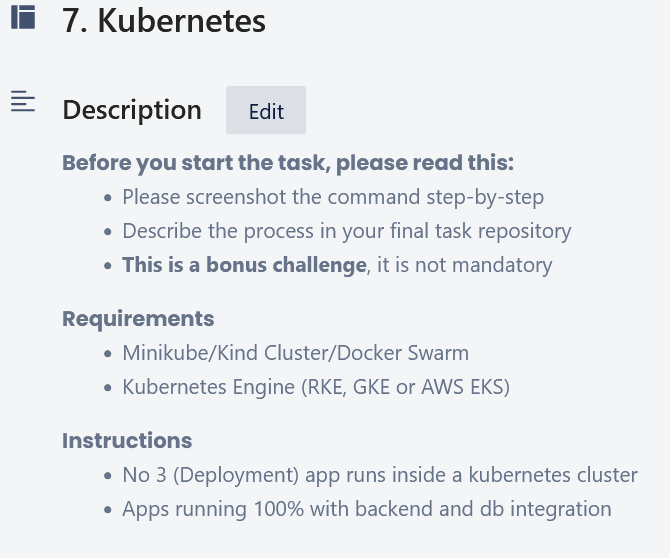 7. Kubernetes
Description
Edit
Before you start the task, please read this:
• Please screenshot the command step-by-step
• Describe the process in your final task repository
• This is a bonus challenge, it is not mandatory
Requirements
• Minikube/Kind Cluster/Docker Swarm
• Kubernetes Engine (RKE, GKE or AWS EKS)
Instructions
• No 3 (Deployment) app runs inside a kubernetes cluster
• Apps running 100% with backend and db integration